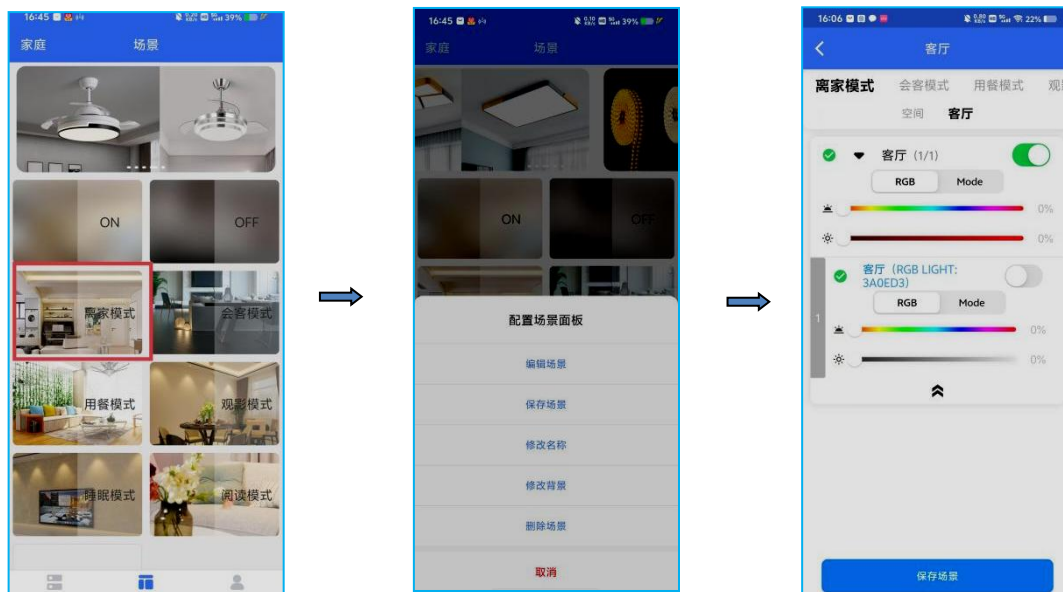 16:45
39%
家庭 场景
ON OFF
离家模式 会客模式
用餐模式 观影模式
睡眠模式 阅读模式
16:45
39%
家庭 场景
ON OFF
配置场景面板
编辑场景
保存场景
修改名称
修改背景
删除场景
取消
16:06
22%
客厅
离家模式 会客模式 用餐模式 观
空间 客厅
客厅 (1/1)
RGB Mode
0%
0%
客厅 (RGB LIGHT:
3A0ED3)
RGB Mode
1
0%
0%
保存场景